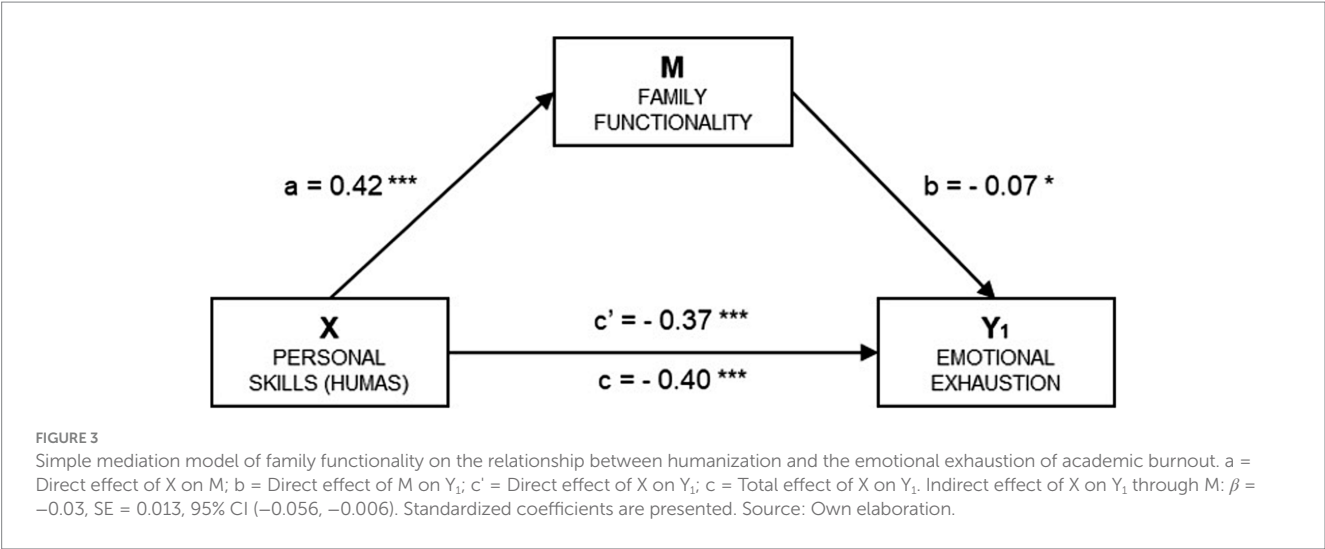 M
FAMILY
FUNCTIONALITY
a = 0.42 ***
b = - 0.07 *
X
PERSONAL
SKILLS (HUMAS)
c' = - 0.37 ***
c = - 0.40 ***
Y₁
EMOTIONAL
EXHAUSTION
FIGURE 3
Simple mediation model of family functionality on the relationship between humanization and the emotional exhaustion of academic burnout. a =
Direct effect of X on M; b = Direct effect of M on Y₁; c' = Direct effect of X on Y₁; c = Total effect of X on Y₁. Indirect effect of X on Y₁ through M: β =
−0.03, SE = 0.013, 95% CI (−0.056, −0.006). Standardized coefficients are presented. Source: Own elaboration.